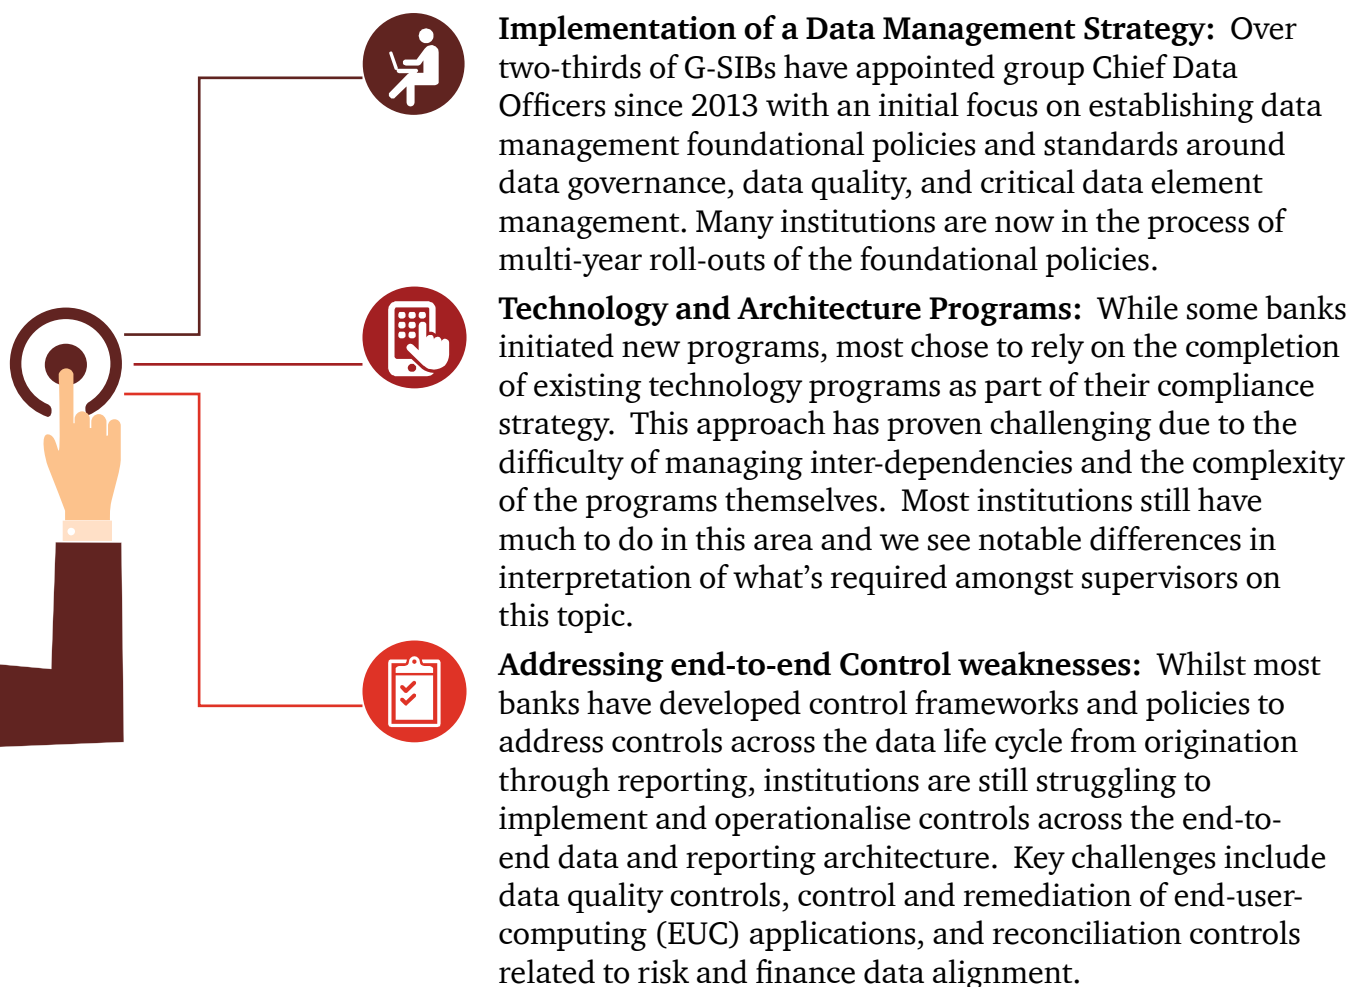 Implementation of a Data Management Strategy: Over
two-thirds of G-SIBs have appointed group Chief Data
Officers since 2013 with an initial focus on establishing data
management foundational policies and standards around
data governance, data quality, and critical data element
management. Many institutions are now in the process of
multi-year roll-outs of the foundational policies.
Technology and Architecture Programs: While some banks
initiated new programs, most chose to rely on the completion
of existing technology programs as part of their compliance
strategy. This approach has proven challenging due to the
difficulty of managing inter-dependencies and the complexity
of the programs themselves. Most institutions still have
much to do in this area and we see notable differences in
interpretation of what’s required amongst supervisors on
this topic.
Addressing end-to-end Control weaknesses: Whilst most
banks have developed control frameworks and policies to
address controls across the data life cycle from origination
through reporting, institutions are still struggling to
implement and operationalise controls across the end-to-
end data and reporting architecture. Key challenges include
data quality controls, control and remediation of end-user-
computing (EUC) applications, and reconciliation controls
related to risk and finance data alignment.